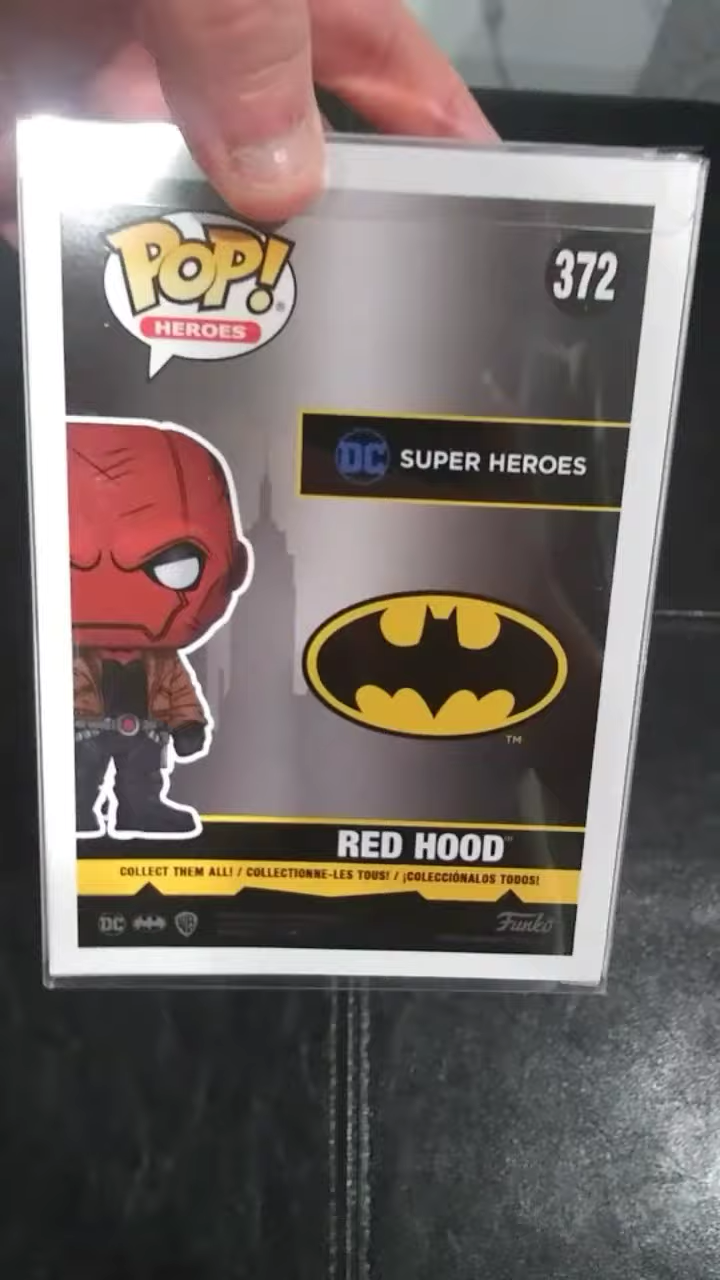 POP!
HEROES
372
DC SUPER HEROES
TM
RED HOOD
COLLECT THEM ALL! / COLLECTIONNE-LES TOUS! / ¡COLECCIÓNALOS TODOS!
DC
WB
Funko